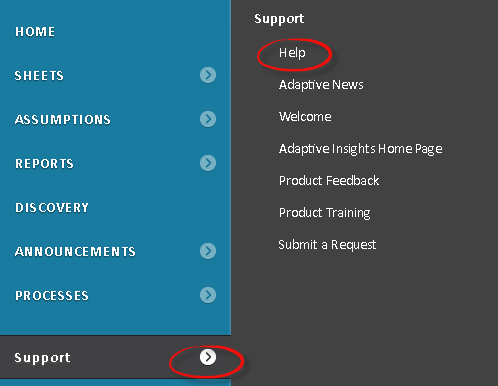 HOME
SHEETS
ASSUMPTIONS
REPORTS
DISCOVERY
ANNOUNCEMENTS
PROCESSES
Support
Support
Help
Adaptive News
Welcome
Adaptive Insights Home Page
Product Feedback
Product Training
Submit a Request